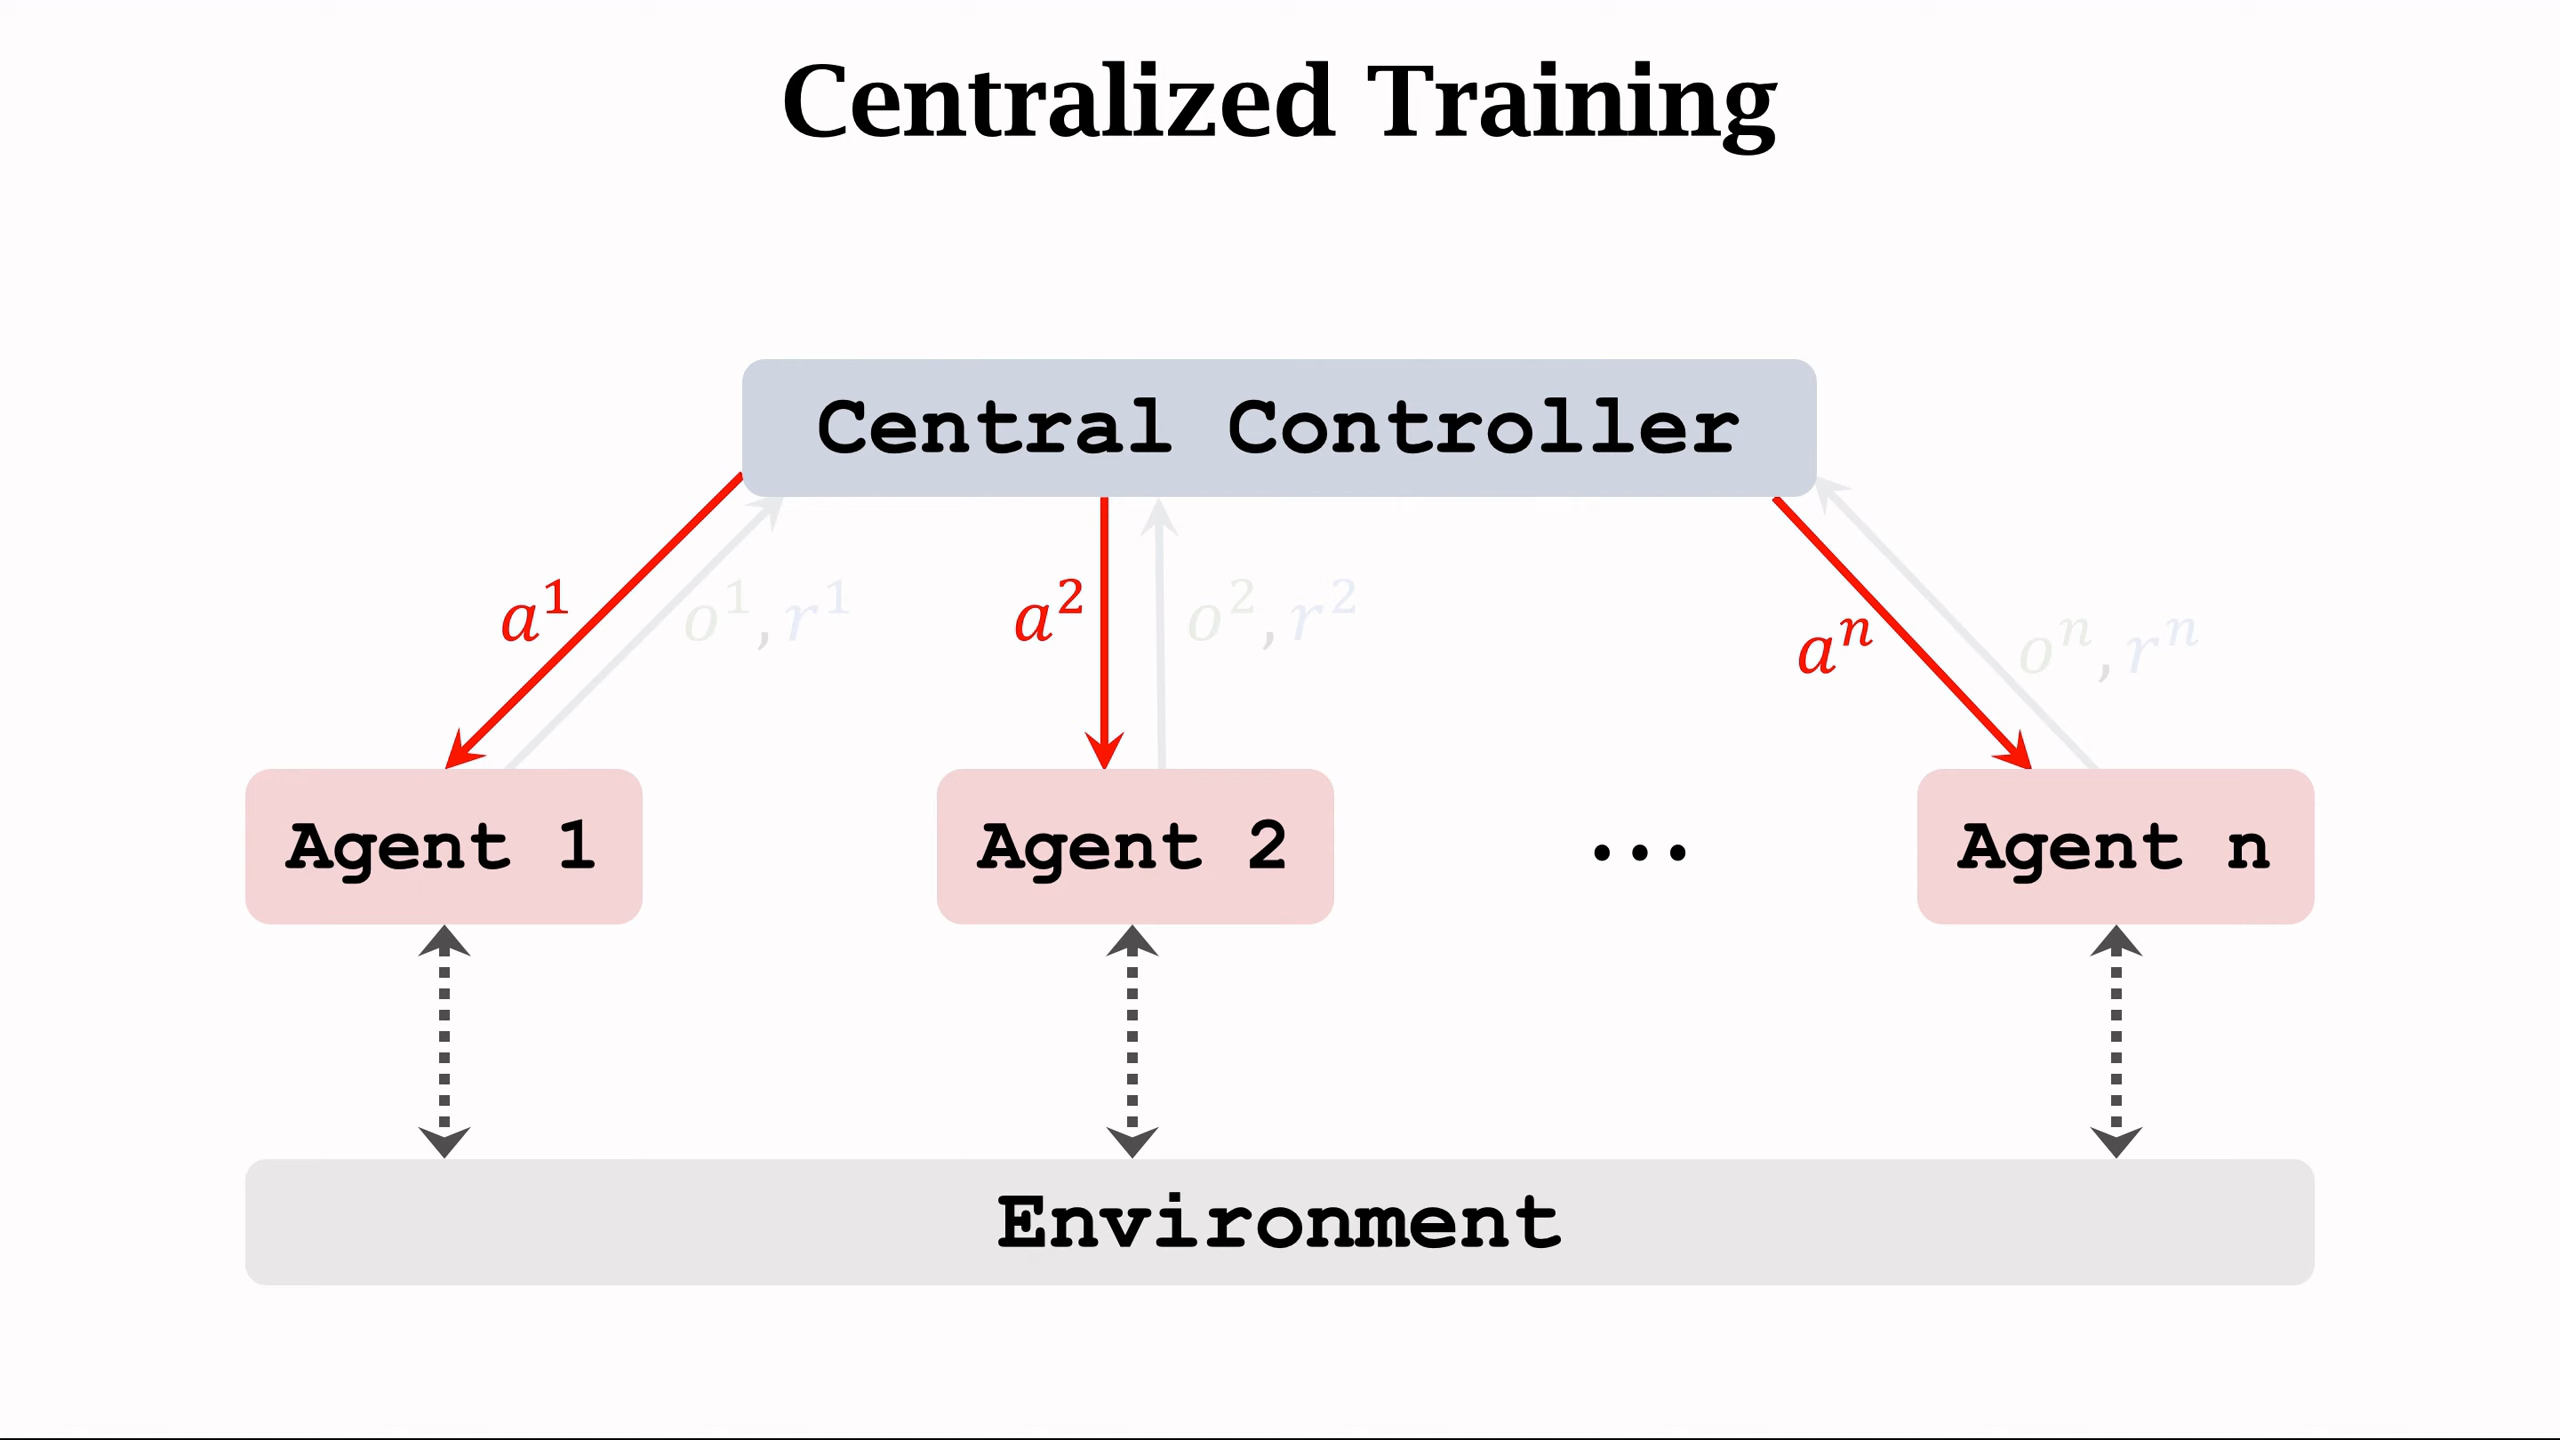 Centralized Training
Central Controller
a¹ o¹, r¹ a² o², r² aⁿ oⁿ, rⁿ
Agent 1 Agent 2 ... Agent n
Environment